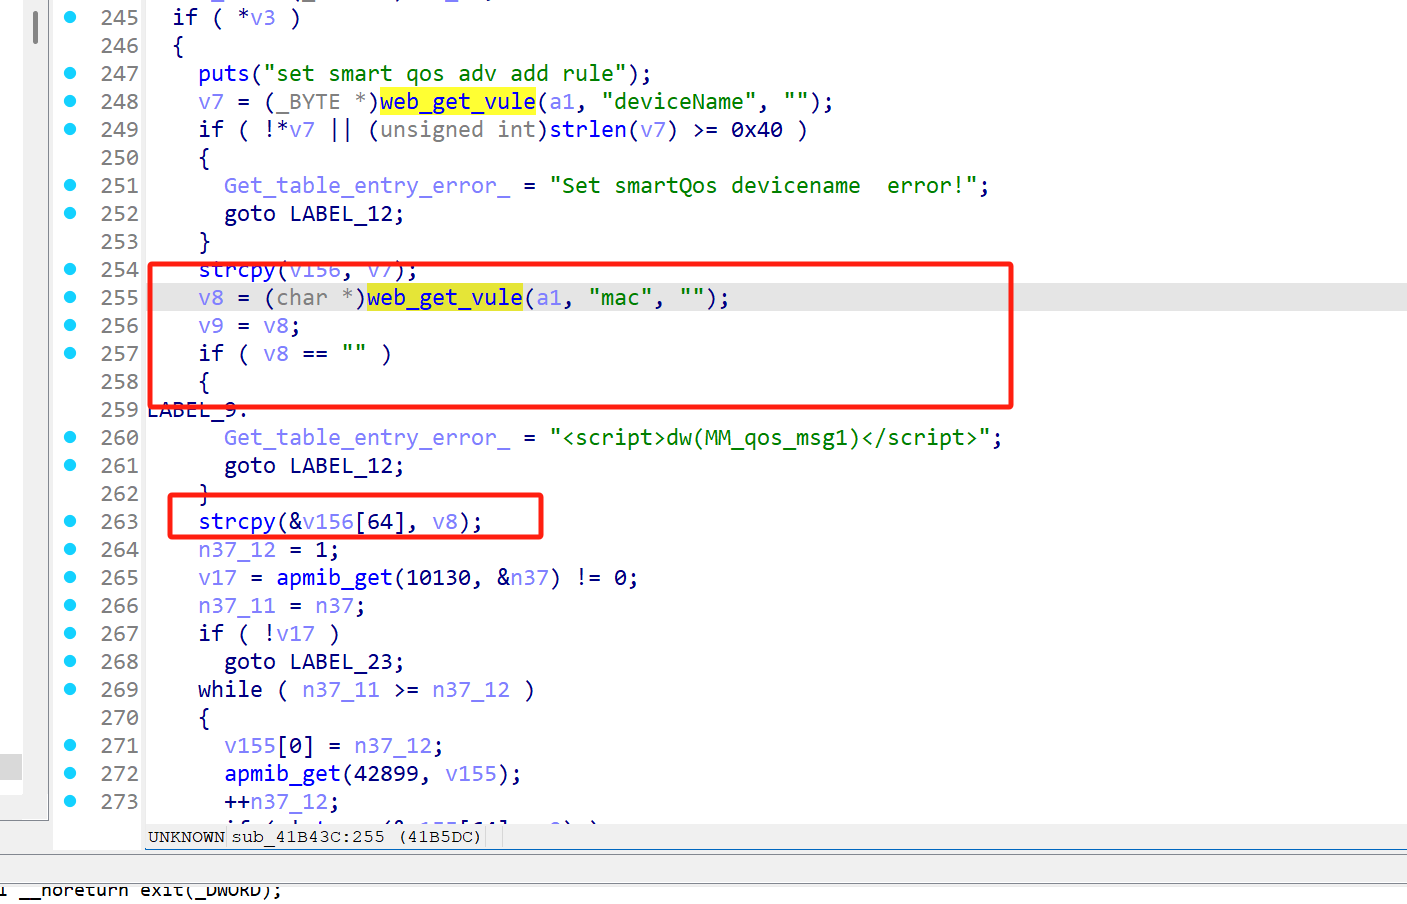 245 if ( *v3 )
246 {
247 puts("set smart qos adv add rule");
248 v7 = (_BYTE *)web_get_vule(a1, "deviceName", "");
249 if ( !*v7 || (unsigned int)strlen(v7) >= 0x40 )
250 {
251 Get_table_entry_error_ = "Set smartQos devicename  error!";
252 goto LABEL_12;
253 }
254 strcpy(v156, v7);
255 v8 = (char *)web_get_vule(a1, "mac", "");
256 v9 = v8;
257 if ( v8 == "" )
258 {
259 LABEL_9:
260 Get_table_entry_error_ = "<script>dw(MM_qos_msg1)</script>";
261 goto LABEL_12;
262 }
263 strcpy(&v156[64], v8);
264 n37_12 = 1;
265 v17 = apmib_get(10130, &n37) != 0;
266 n37_11 = n37;
267 if ( !v17 )
268 goto LABEL_23;
269 while ( n37_11 >= n37_12 )
270 {
271 v155[0] = n37_12;
272 apmib_get(42899, v155);
273 ++n37_12;
UNKNOWN sub_41B43C:255 (41B5DC)
__noreturn exit(_DWORD);